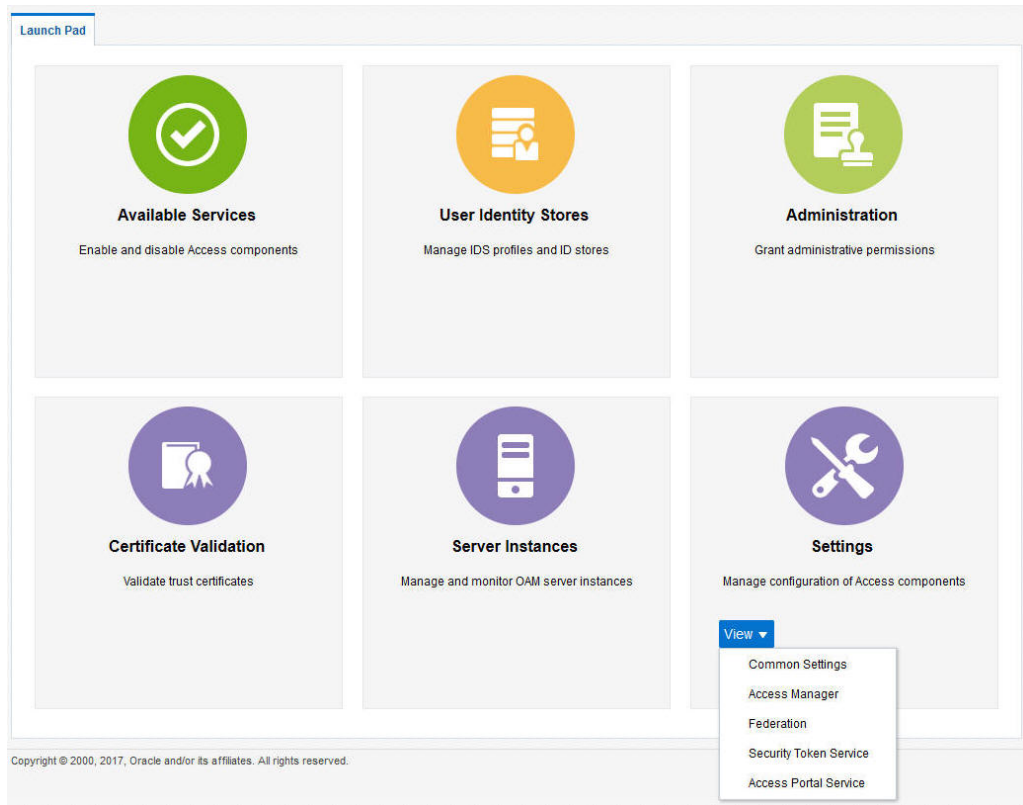 Launch Pad
Available Services
Enable and disable Access components
User Identity Stores
Manage IDS profiles and ID stores
Administration
Grant administrative permissions
Certificate Validation
Validate trust certificates
Server Instances
Manage and monitor OAM server instances
Settings
Manage configuration of Access components
View
Common Settings
Access Manager
Federation
Security Token Service
Access Portal Service
Copyright © 2000, 2017, Oracle and/or its affiliates. All rights reserved.